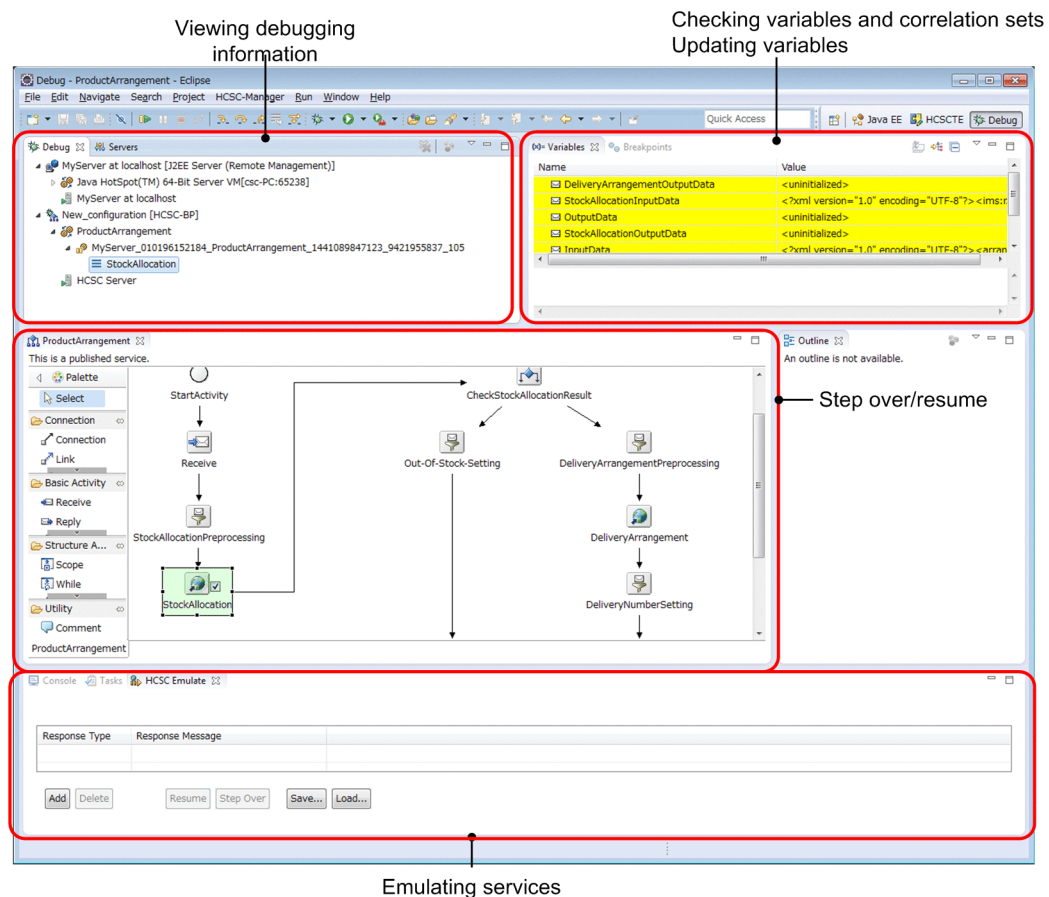 Viewing debugging
information
Checking variables and correlation sets
Updating variables
Debug - ProductArrangement - Eclipse
File Edit Navigate Search Project HCSC-Manager Run Window Help
Quick Access
Java EE HCSCTE Debug
Debug Servers
MyServer at localhost [J2EE Server (Remote Management)]
Java HotSpot(TM) 64-Bit Server VM[csc-PC:65238]
MyServer at localhost
New_configuration [HCSC-BP]
ProductArrangement
MyServer_010196152184_ProductArrangement_1441089847123_9421955837_105
StockAllocation
HCSC Server
(x)= Variables Breakpoints
Name Value
DeliveryArrangementOutputData <uninitialized>
StockAllocationInputData <?xml version="1.0" encoding="UTF-8"?><ims:r
OutputData <uninitialized>
StockAllocationOutputData <uninitialized>
InputData <?xml version="1.0" encoding="UTF-8"?><arran
ProductArrangement
This is a published service.
Palette
Select
Connection
Connection
Link
Basic Activity
Receive
Reply
Structure A...
Scope
While
Utility
Comment
ProductArrangement
StartActivity
Receive
StockAllocationPreprocessing
StockAllocation
CheckStockAllocationResult
Out-Of-Stock-Setting
DeliveryArrangementPreprocessing
DeliveryArrangement
DeliveryNumberSetting
Outline
An outline is not available.
Step over/resume
Console Tasks HCSC Emulate
Response Type Response Message
Add Delete Resume Step Over Save... Load...
Emulating services